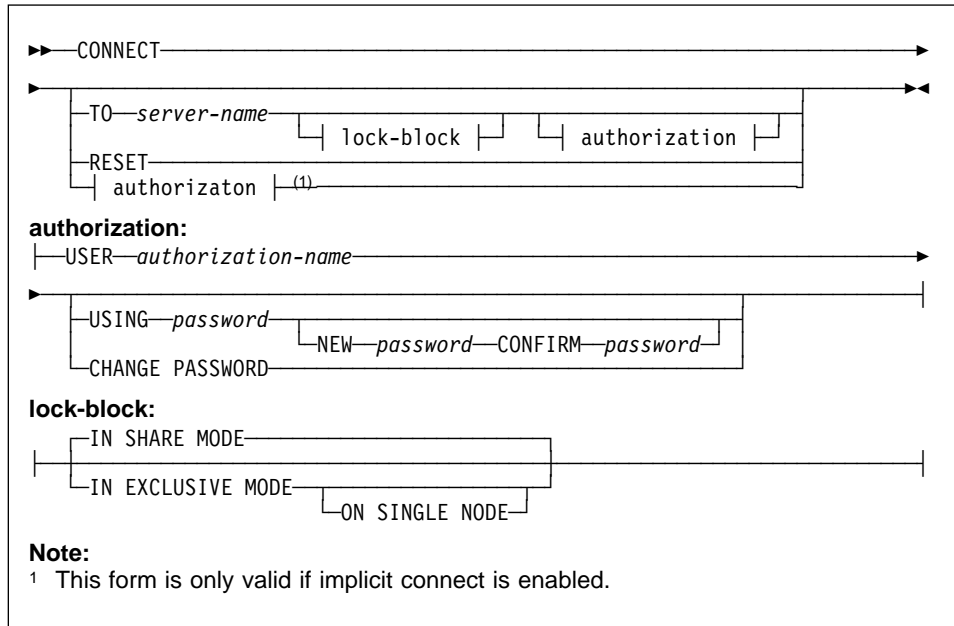 CONNECT
TO server-name
lock-block authorization
RESET
authorizaton (1)
authorization:
USER authorization-name
USING password
NEW password CONFIRM password
CHANGE PASSWORD
lock-block:
IN SHARE MODE
IN EXCLUSIVE MODE
ON SINGLE NODE
Note:
1 This form is only valid if implicit connect is enabled.